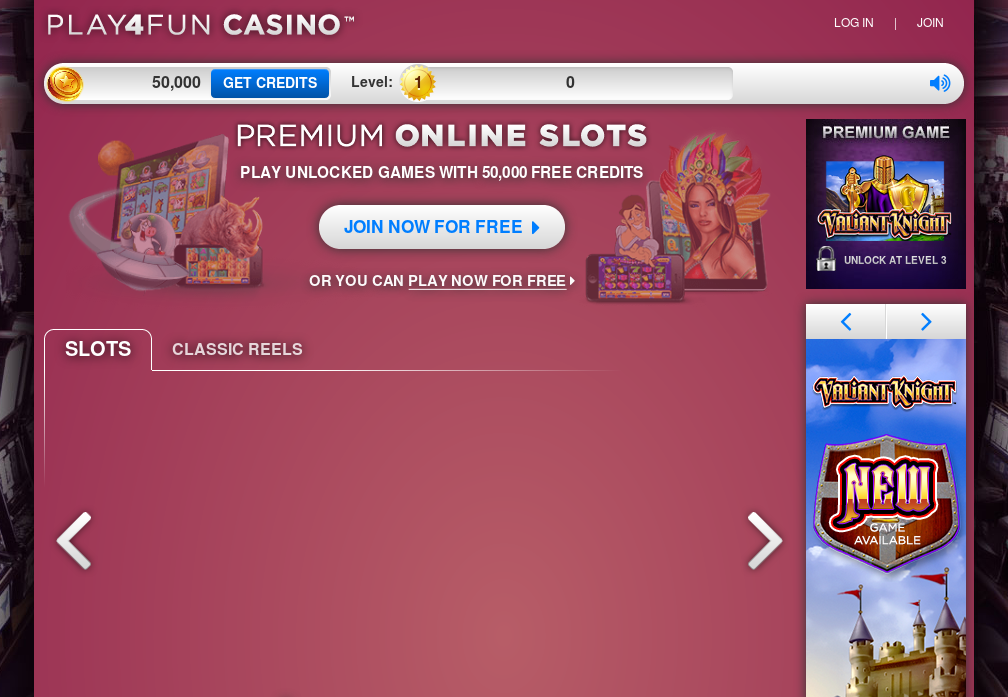 PLAY4FUN CASINO™
LOG IN | JOIN
50,000 GET CREDITS Level: 1 0
PREMIUM ONLINE SLOTS
PLAY UNLOCKED GAMES WITH 50,000 FREE CREDITS
JOIN NOW FOR FREE
OR YOU CAN PLAY NOW FOR FREE
PREMIUM GAME
VALIANT KNIGHT
UNLOCK AT LEVEL 3
SLOTS CLASSIC REELS
VALIANT KNIGHT
NEW
GAME
AVAILABLE